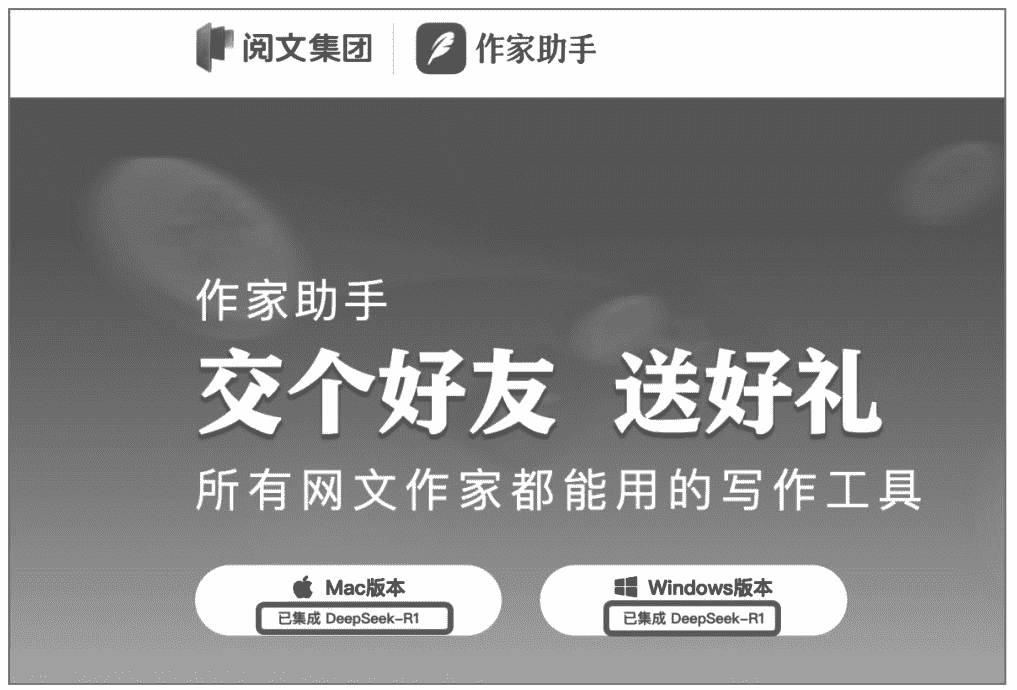 阅文集团 作家助手
作家助手
交个好友 送好礼
所有网文作家都能用的写作工具
Mac版本 Windows版本
已集成 DeepSeek-R1 已集成 DeepSeek-R1